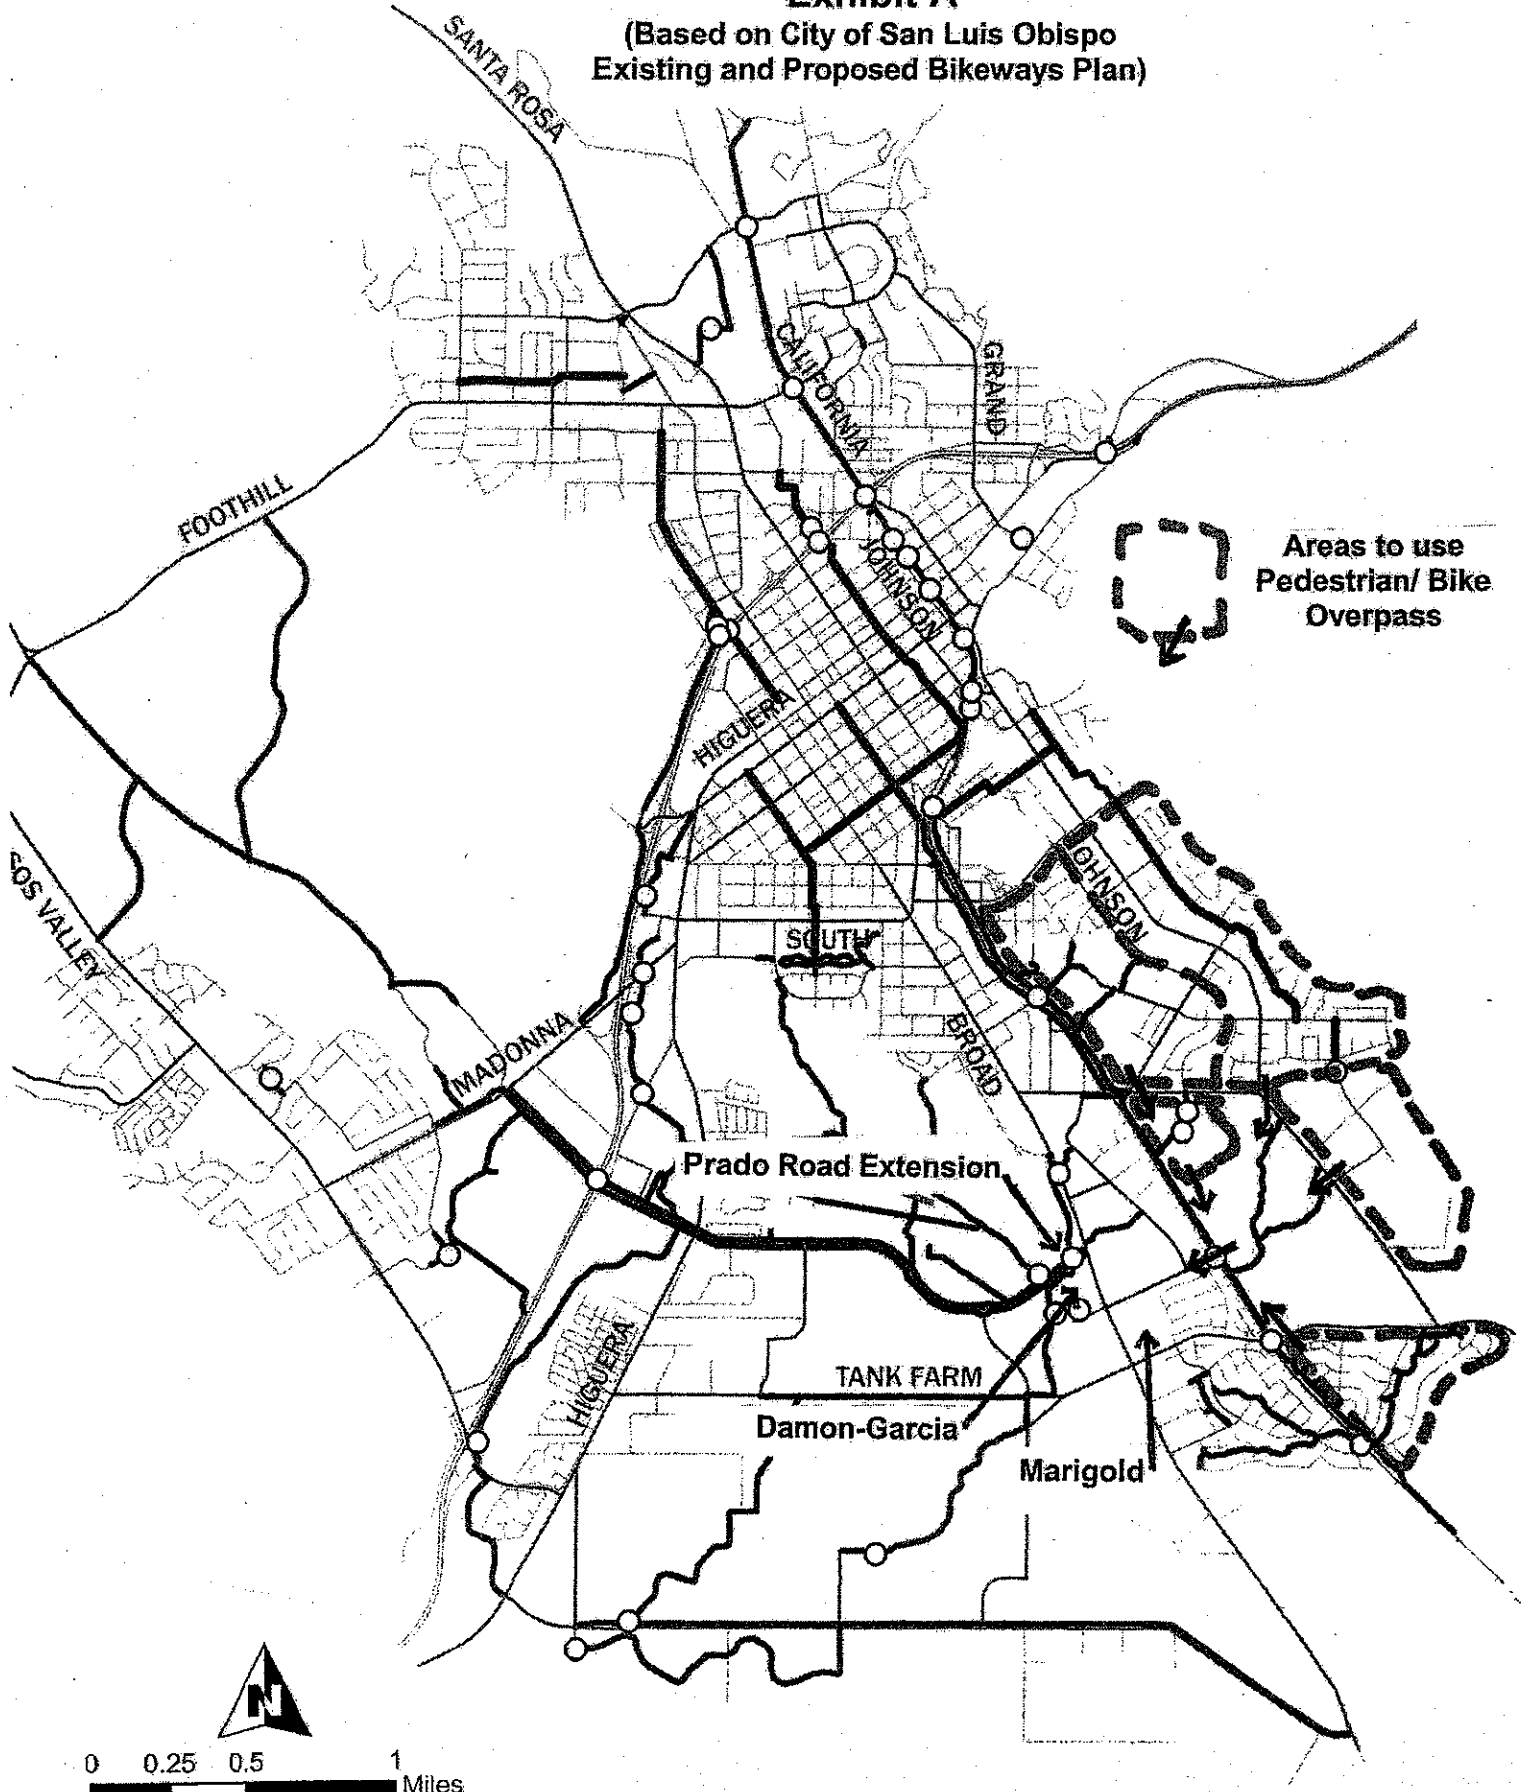 Exhibit A
(Based on City of San Luis Obispo
Existing and Proposed Bikeways Plan)
SANTA ROSA
CALIFORNIA
GRAND
FOOTHILL
JOHNSON
Areas to use
Pedestrian/ Bike
Overpass
HIGUERA
JOHNSON
OS VALLEY
SOUTH
MADONNA
BROAD
Prado Road Extension
HIGUERA
TANK FARM
Damon-Garcia
Marigold
N
0 0.25 0.5 1
Miles